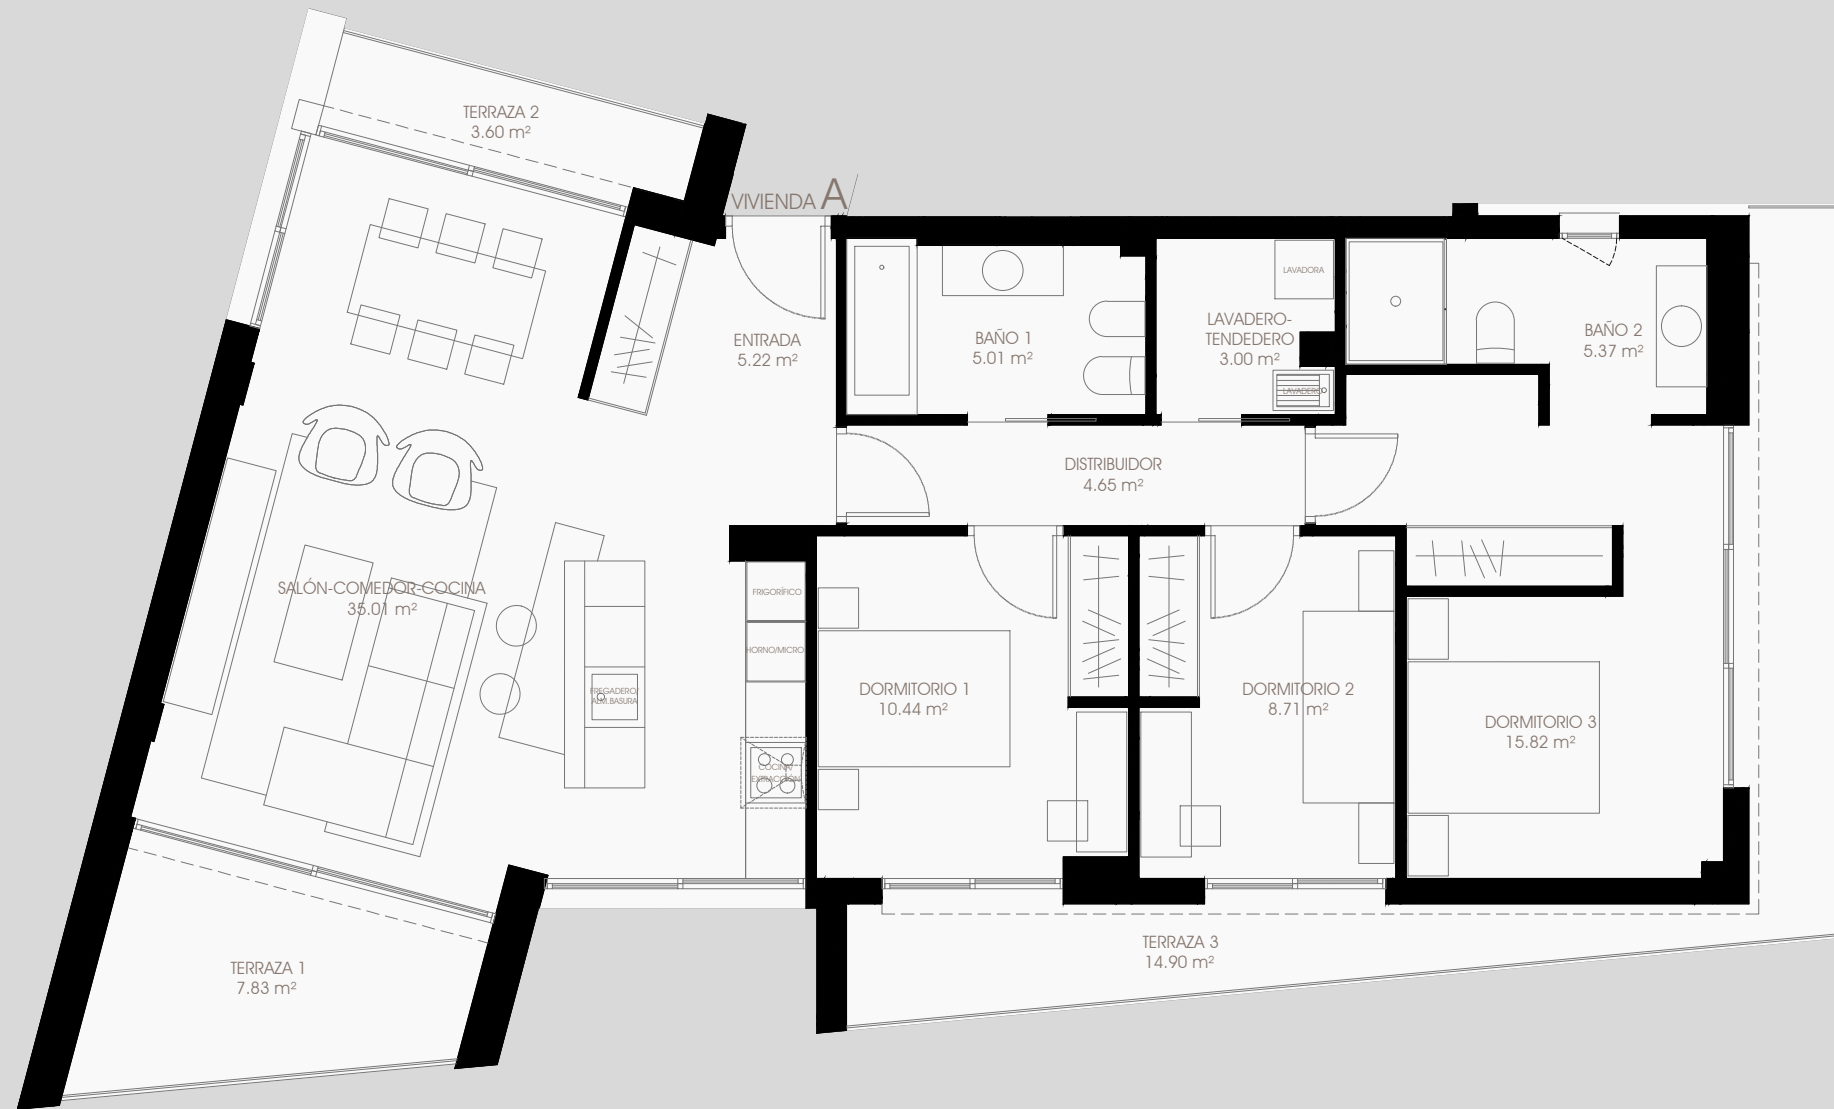 TERRAZA 2
3.60 m²
VIVIENDA A
ENTRADA
5.22 m²
BAÑO 1
5.01 m²
LAVADORA
LAVADERO-
TENDEDERO
3.00 m²
LAVADERO
BAÑO 2
5.37 m²
DISTRIBUIDOR
4.65 m²
SALÓN-COMEDOR-COCINA
35.01 m²
FRIGORÍFICO
HORNO/MICRO
FREGADERO/
ALM.BASURA
COCINA/
EXTRACCIÓN
DORMITORIO 1
10.44 m²
DORMITORIO 2
8.71 m²
DORMITORIO 3
15.82 m²
TERRAZA 1
7.83 m²
TERRAZA 3
14.90 m²